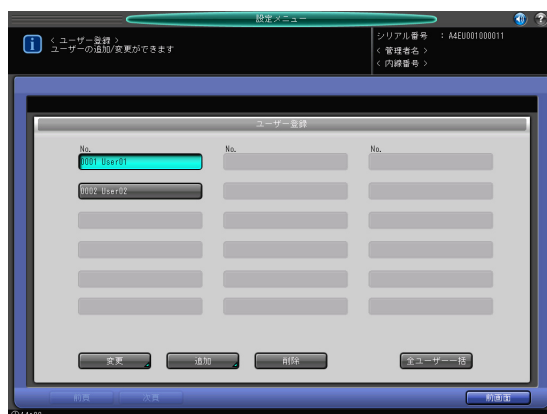 設定メニュー
< ユーザー登録 >
ユーザーの追加/変更ができます
シリアル番号 : A4EU001000011
< 管理者名 >
< 内線番号 >
ユーザー登録
No. No. No.
0001 User01
0002 User02
変更 追加 削除 全ユーザー一括
前頁 次頁 前画面